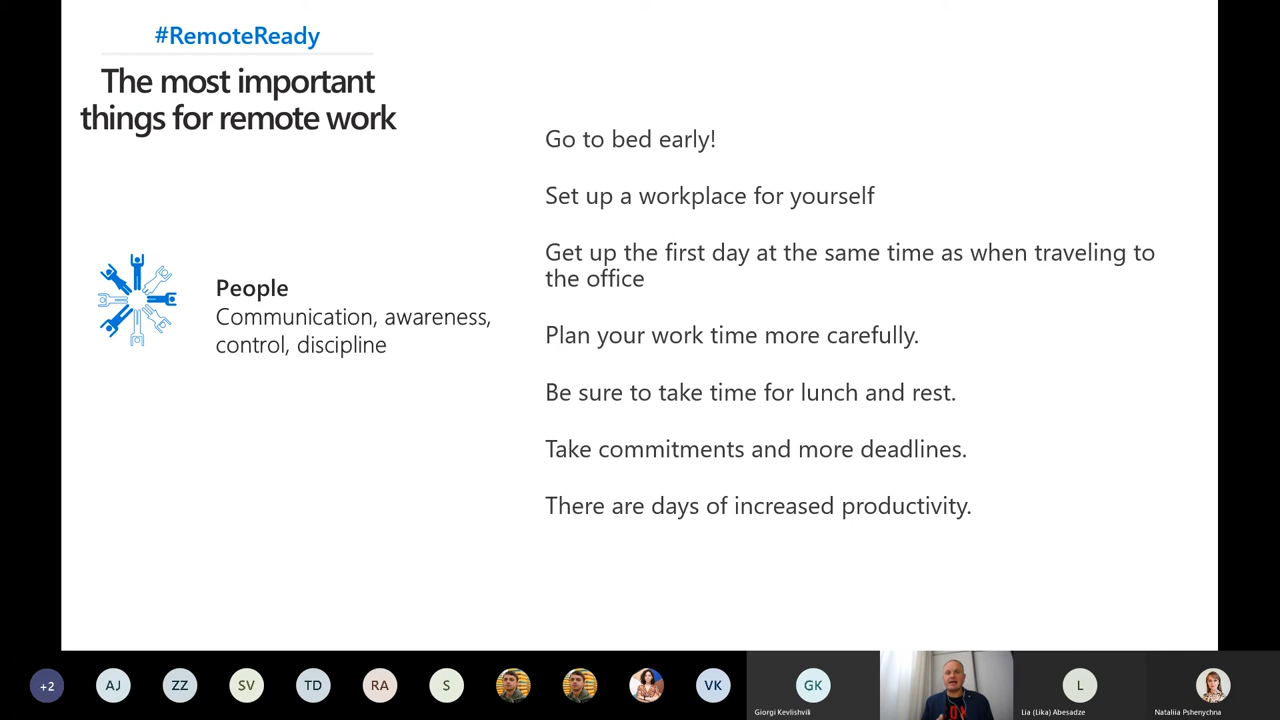 #RemoteReady
The most important
things for remote work
Go to bed early!
Set up a workplace for yourself
Get up the first day at the same time as when traveling to
the office
People
Communication, awareness,
control, discipline
Plan your work time more carefully.
Be sure to take time for lunch and rest.
Take commitments and more deadlines.
There are days of increased productivity.
+2
AJ
ZZ
SV
TD
RA
S
VK
GK
L
Giorgi Kevlishvili
Lia (Lika) Abesadze
Nataliia Pshenychna